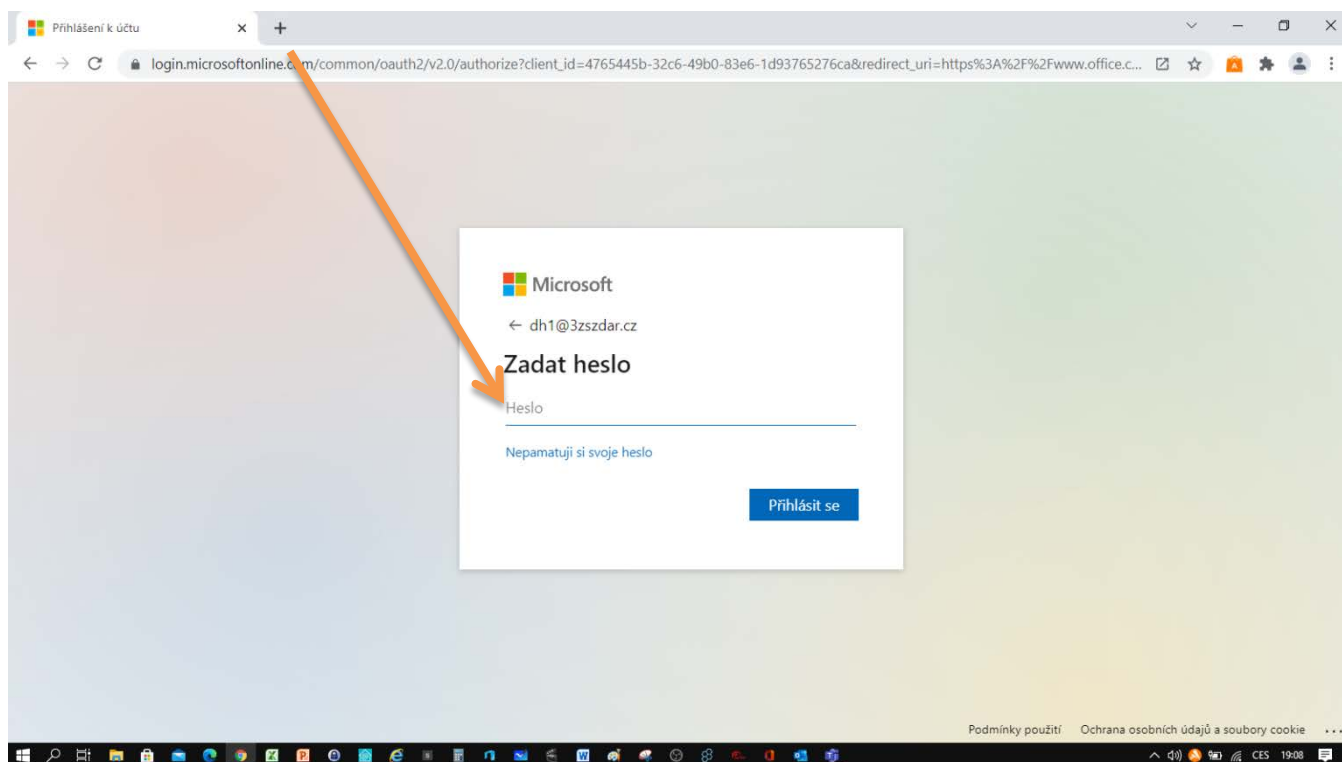 Přihlášení k účtu
login.microsoftonline.com/common/oauth2/v2.0/authorize?client_id=4765445b-32c6-49b0-83e6-1d93765276ca&redirect_uri=https%3A%2F%2Fwww.office.c...
Microsoft
← dh1@3zszdar.cz
Zadat heslo
Heslo
Nepamatuji si svoje heslo
Přihlásit se
Podmínky použití Ochrana osobních údajů a soubory cookie ...
CES 19:08